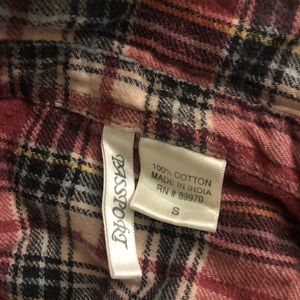 PASSPORT
100% COTTON
MADE IN INDIA
RN # 89970
S